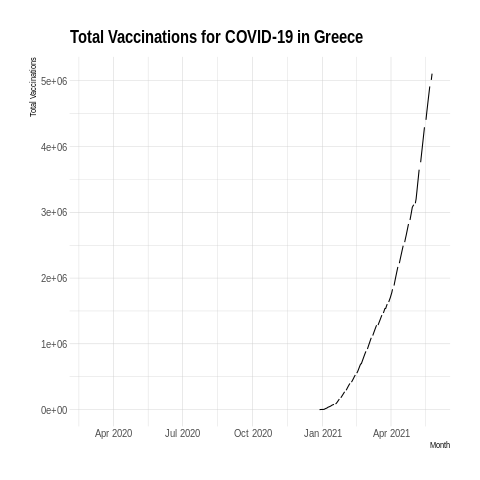 Total Vaccinations for COVID-19 in Greece
Total Vaccinations
5e+06
4e+06
3e+06
2e+06
1e+06
0e+00
Apr 2020 Jul 2020 Oct 2020 Jan 2021 Apr 2021
Month